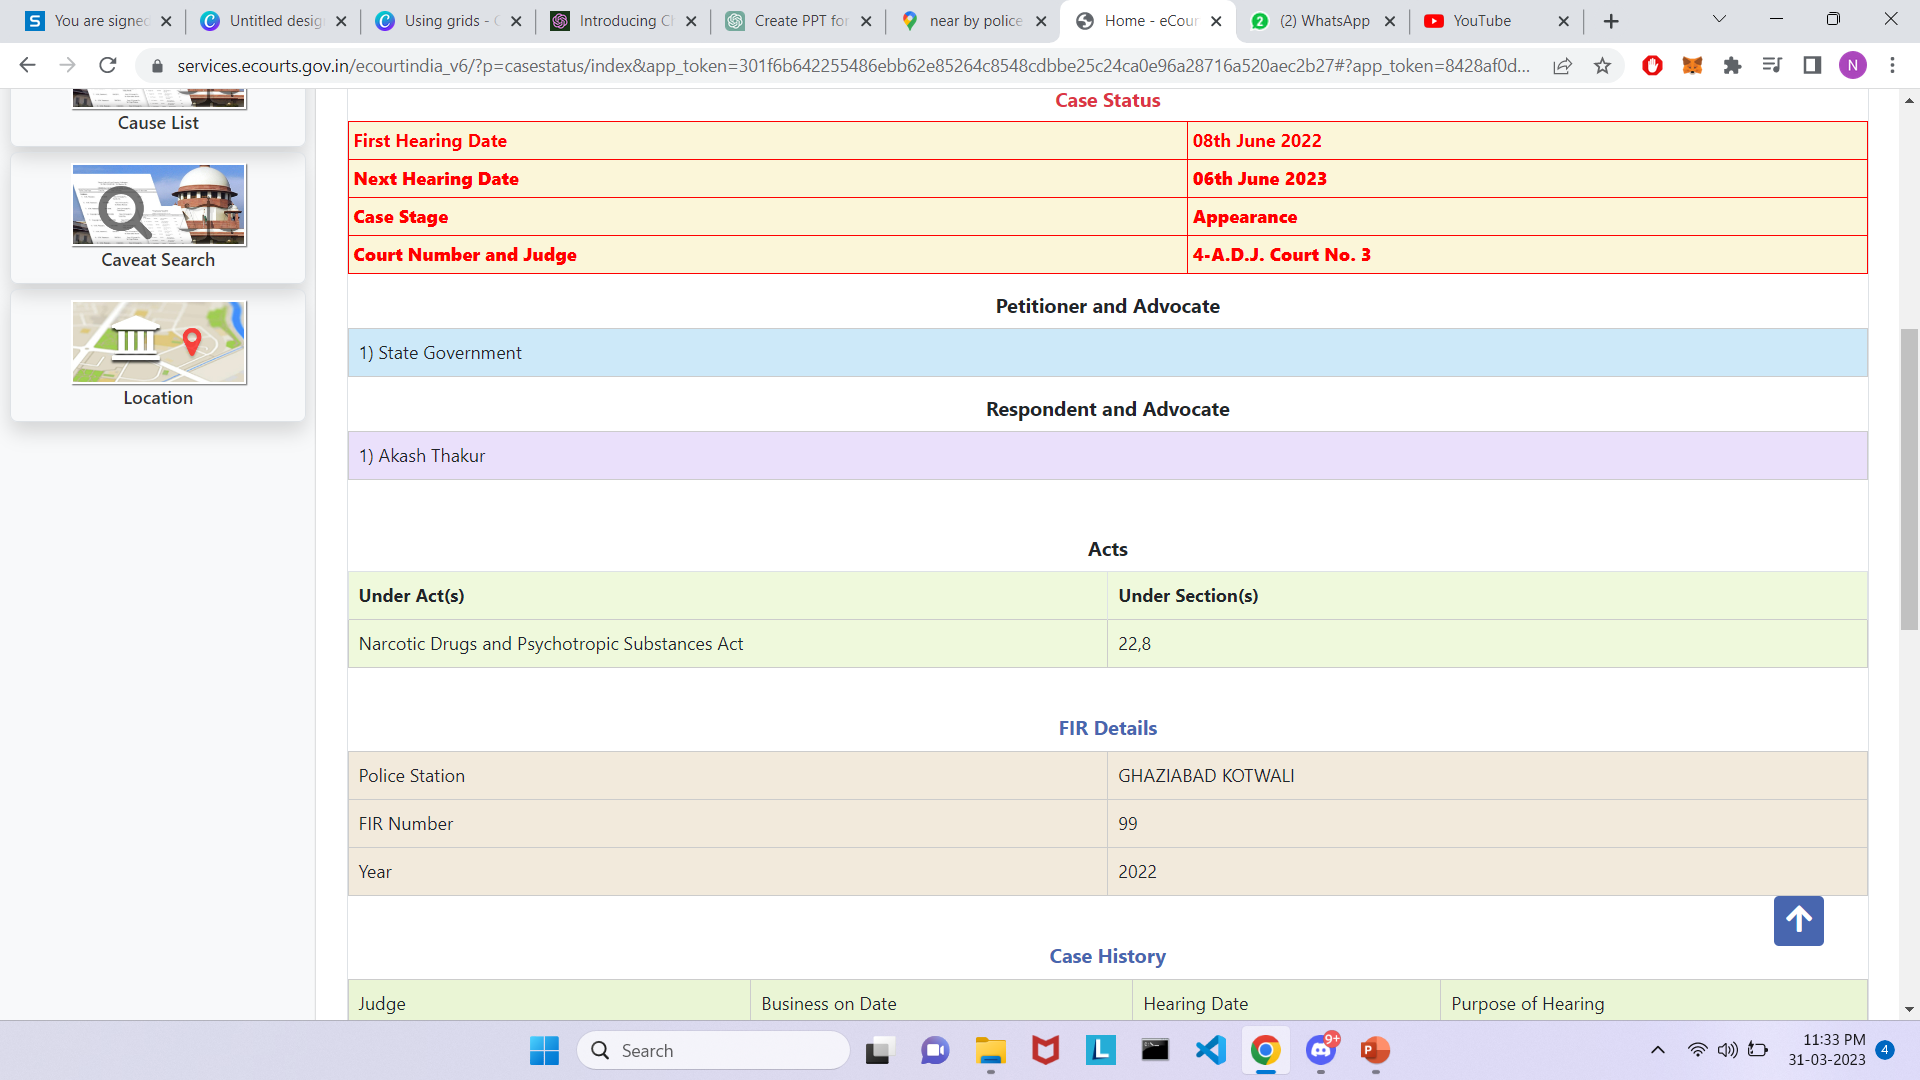 You are signed
Untitled desig
Using grids - C
Introducing Ch
Create PPT for
near by police
Home - eCour
(2) WhatsApp
YouTube
services.ecourts.gov.in/ecourtindia_v6/?p=casestatus/index&app_token=301f6b642255486ebb62e85264c8548cdbbe25c24ca0e96a28716a520aec2b27#?app_token=8428af0d...
N
Cause List
Caveat Search
Location
Case Status
First Hearing Date 08th June 2022
Next Hearing Date 06th June 2023
Case Stage Appearance
Court Number and Judge 4-A.D.J. Court No. 3
Petitioner and Advocate
1) State Government
Respondent and Advocate
1) Akash Thakur
Acts
Under Act(s) Under Section(s)
Narcotic Drugs and Psychotropic Substances Act 22,8
FIR Details
Police Station GHAZIABAD KOTWALI
FIR Number 99
Year 2022
Case History
Judge Business on Date Hearing Date Purpose of Hearing
Search
9+
11:33 PM
31-03-2023
4